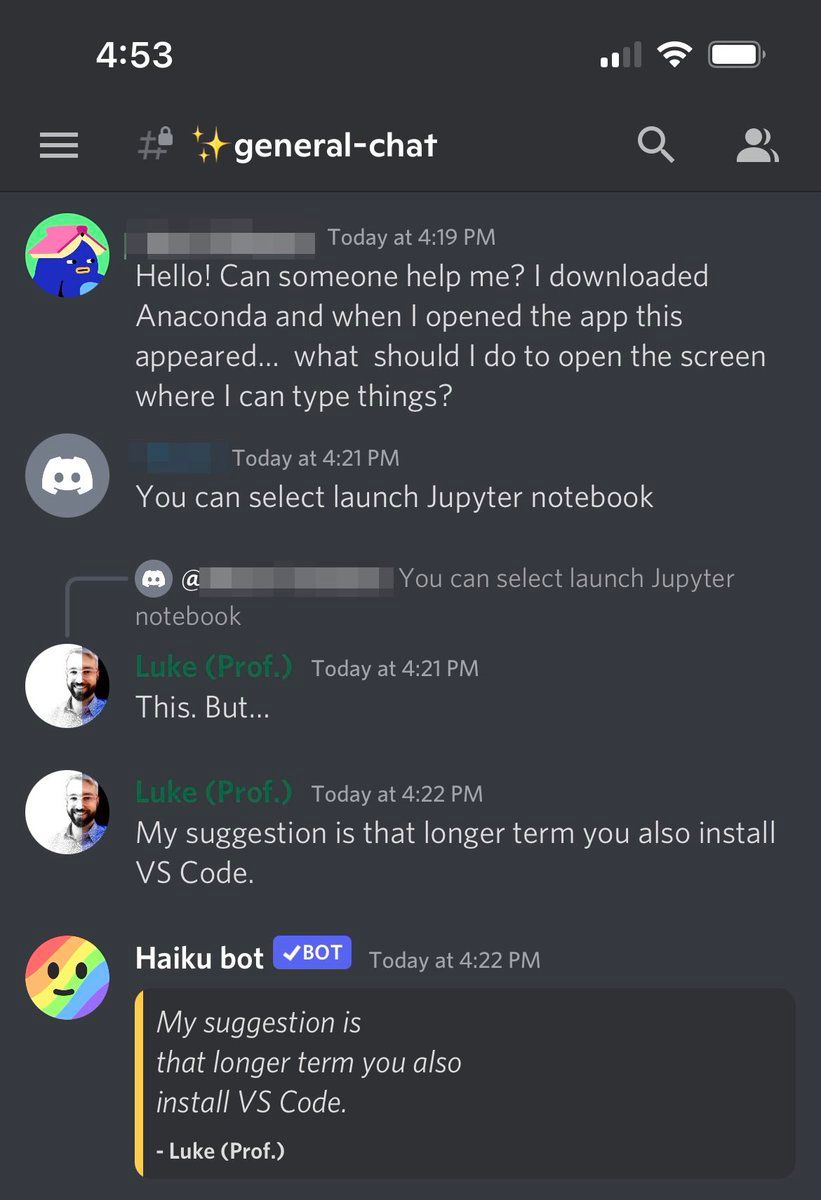 4:53
✨general-chat
Today at 4:19 PM
Hello! Can someone help me? I downloaded
Anaconda and when I opened the app this
appeared... what should I do to open the screen
where I can type things?
Today at 4:21 PM
You can select launch Jupyter notebook
@ You can select launch Jupyter
notebook
Luke (Prof.) Today at 4:21 PM
This. But...
Luke (Prof.) Today at 4:22 PM
My suggestion is that longer term you also install
VS Code.
Haiku bot ✓BOT Today at 4:22 PM
My suggestion is
that longer term you also
install VS Code.
- Luke (Prof.)